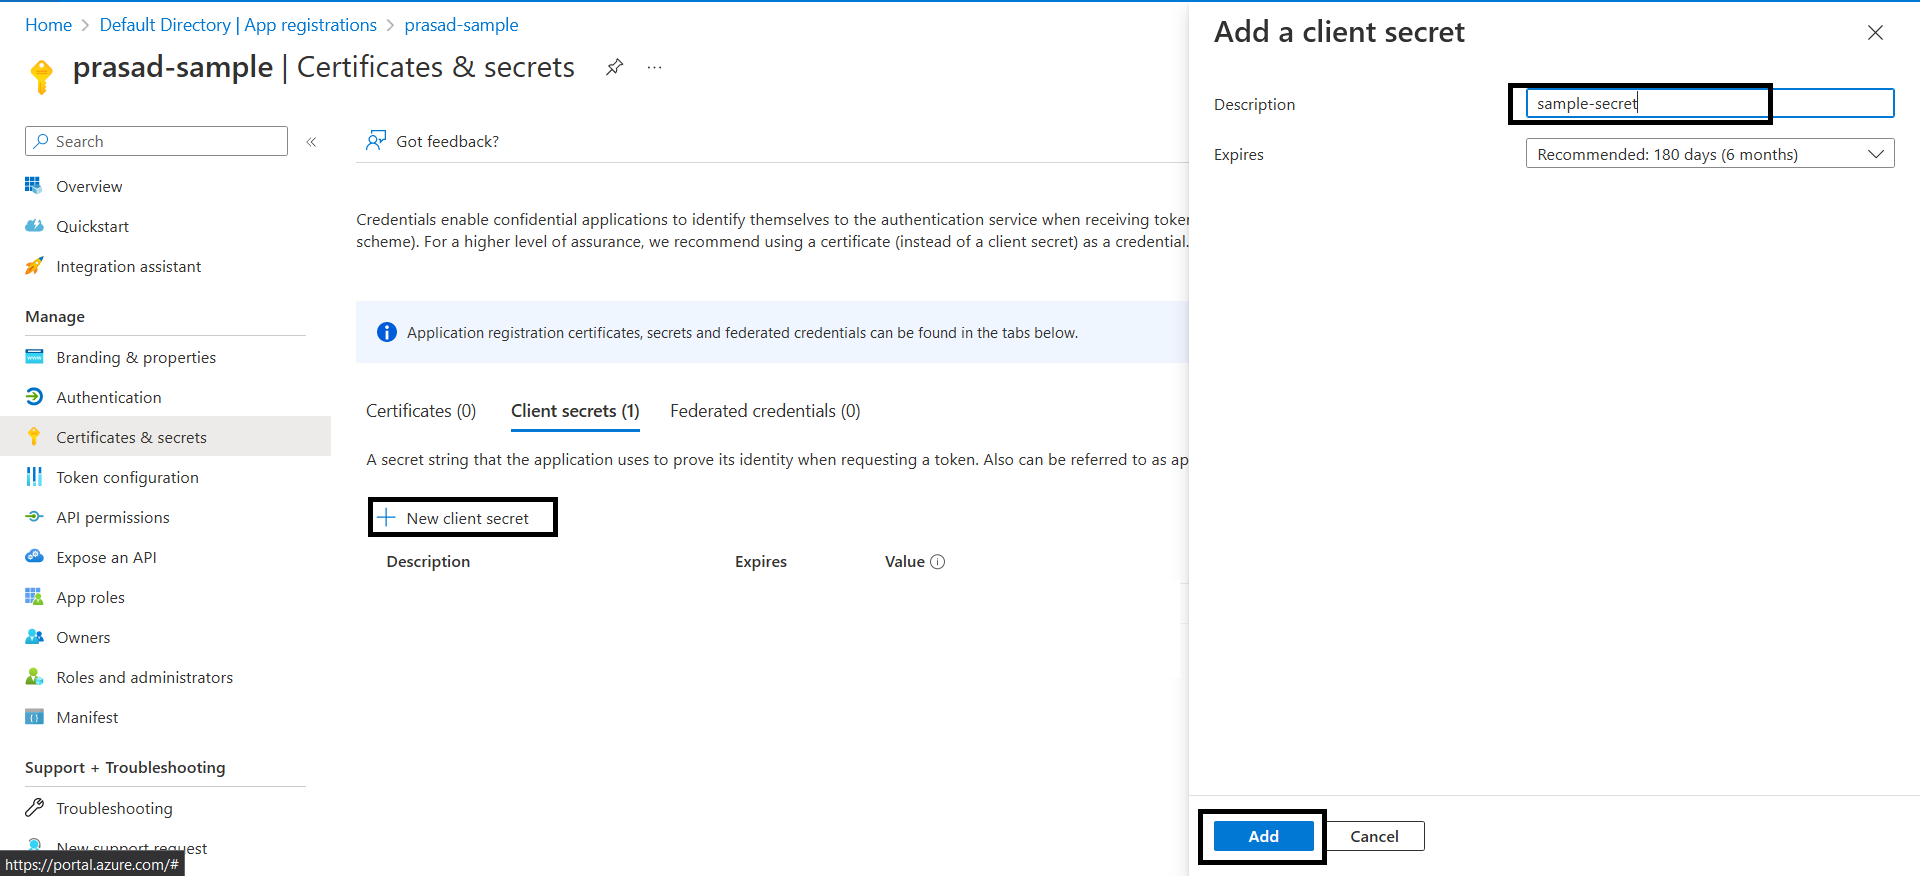 Home > Default Directory | App registrations > prasad-sample
prasad-sample | Certificates & secrets
Search
Overview
Quickstart
Integration assistant
Manage
Branding & properties
Authentication
Certificates & secrets
Token configuration
API permissions
Expose an API
App roles
Owners
Roles and administrators
Manifest
Support + Troubleshooting
Troubleshooting
New support request
https://portal.azure.com/#
Got feedback?
Credentials enable confidential applications to identify themselves to the authentication service when receiving toker
scheme). For a higher level of assurance, we recommend using a certificate (instead of a client secret) as a credential.
Application registration certificates, secrets and federated credentials can be found in the tabs below.
Certificates (0)
Client secrets (1)
Federated credentials (0)
A secret string that the application uses to prove its identity when requesting a token. Also can be referred to as ap
New client secret
Description
Expires
Value
Add a client secret
Description
sample-secret
Expires
Recommended: 180 days (6 months)
Add
Cancel